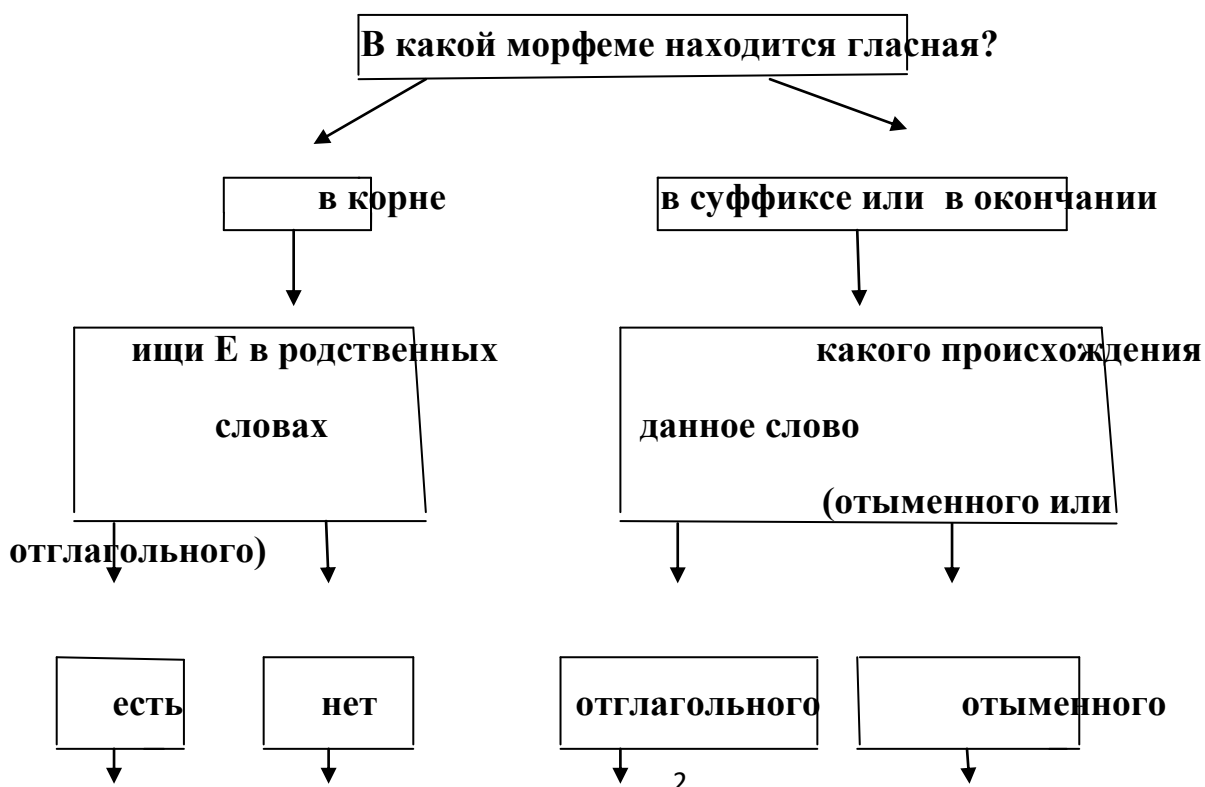 В какой морфеме находится гласная?
в корне
в суффиксе или в окончании
ищи Е в родственных
словах
какого происхождения
данное слово
(отыменного или
отглагольного)
есть
нет
отглагольного
отыменного
2